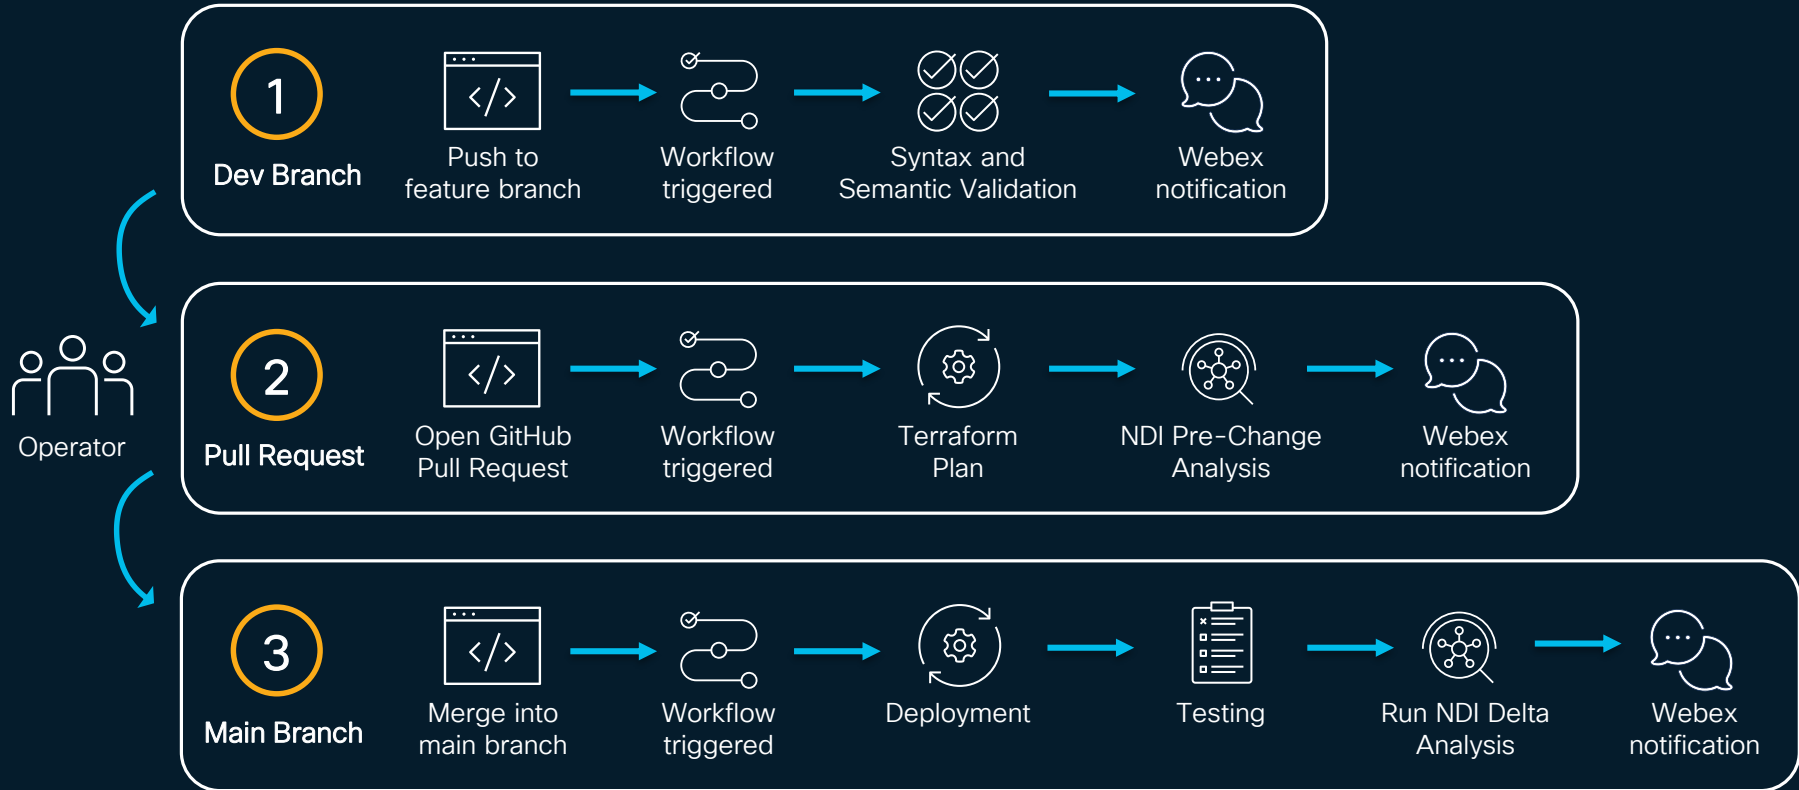 1
Dev Branch
Push to
feature branch
Workflow
triggered
Syntax and
Semantic Validation
Webex
notification
Operator
2
Pull Request
Open GitHub
Pull Request
Workflow
triggered
Terraform
Plan
NDI Pre-Change
Analysis
Webex
notification
3
Main Branch
Merge into
main branch
Workflow
triggered
Deployment
Testing
Run NDI Delta
Analysis
Webex
notification